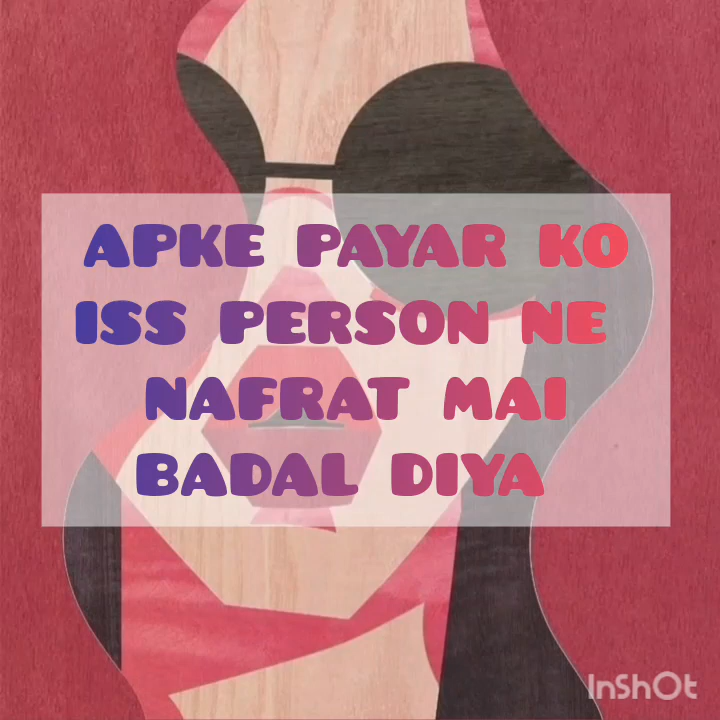 APKE PAYAR KO
ISS PERSON NE
NAFRAT MAI
BADAL DIYA
InShOt